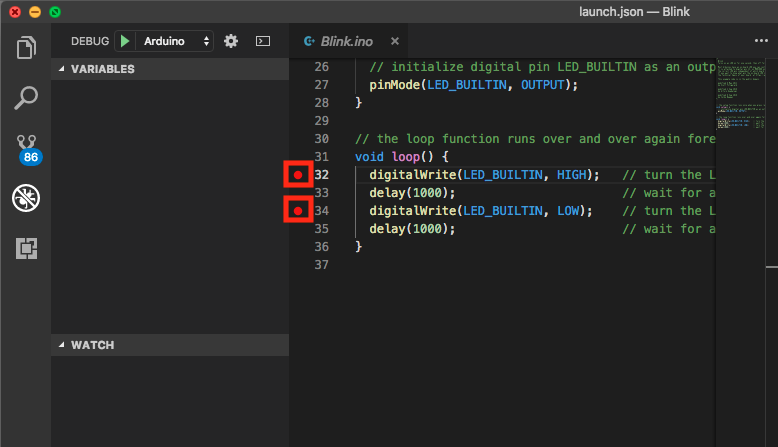 launch.json — Blink
DEBUG Arduino
Blink.ino
VARIABLES
26 // initialize digital pin LED_BUILTIN as an outp
27 pinMode(LED_BUILTIN, OUTPUT);
28 }
29
30 // the loop function runs over and over again fore
31 void loop() {
32 digitalWrite(LED_BUILTIN, HIGH); // turn the L
33 delay(1000); // wait for a
34 digitalWrite(LED_BUILTIN, LOW); // turn the L
35 delay(1000); // wait for a
36 }
37
86
WATCH